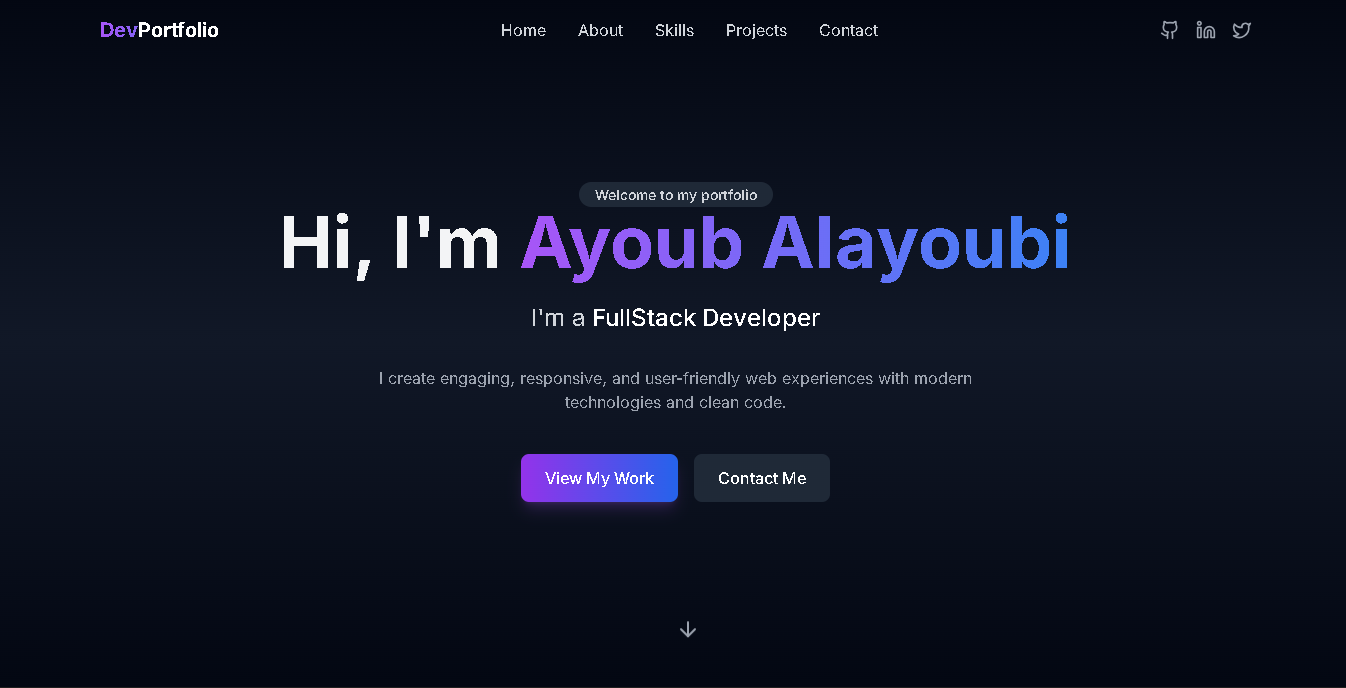 DevPortfolio
Home About Skills Projects Contact
Welcome to my portfolio
Hi, I'm Ayoub Alayoubi
I'm a FullStack Developer
I create engaging, responsive, and user-friendly web experiences with modern
technologies and clean code.
View My Work
Contact Me